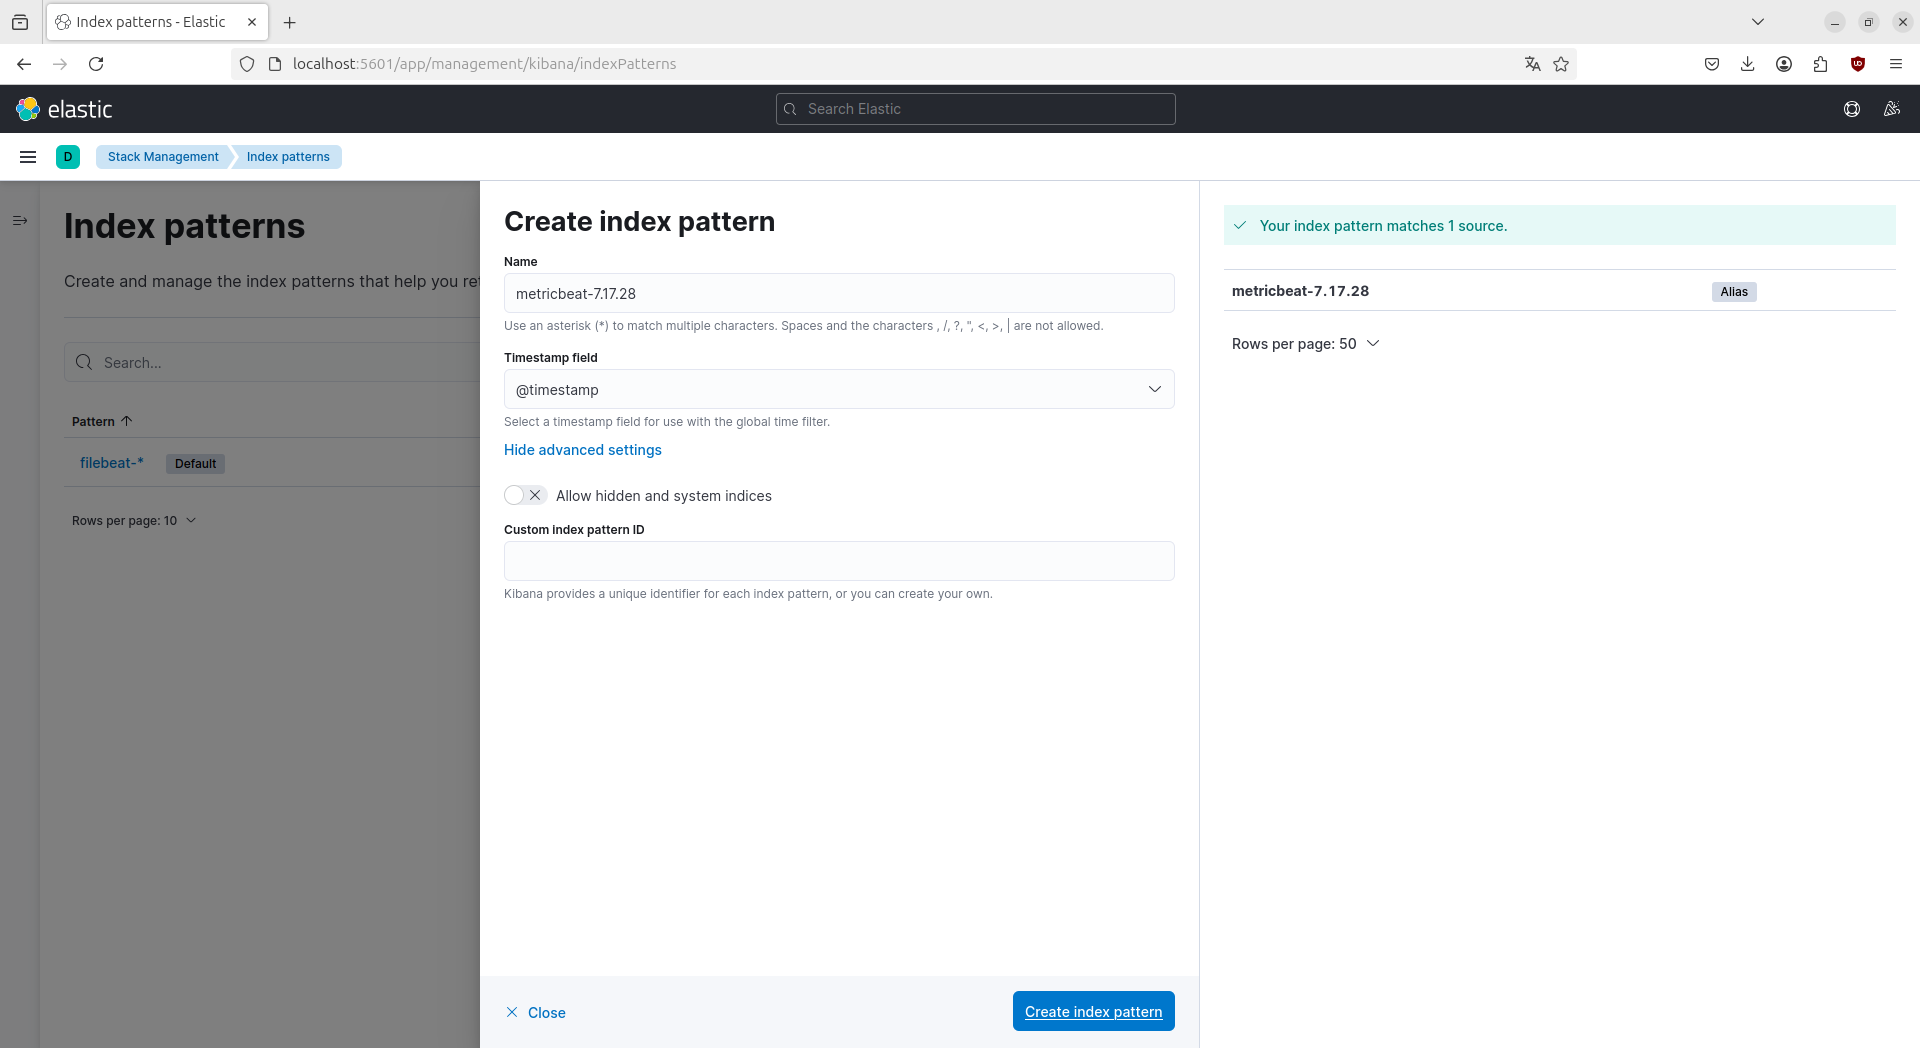 Index patterns - Elastic
localhost:5601/app/management/kibana/indexPatterns
elastic
Search Elastic
D
Stack Management
Index patterns
Index patterns
Create and manage the index patterns that help you ret
Search...
Pattern
filebeat-*
Default
Rows per page: 10
Create index pattern
Name
metricbeat-7.17.28
Use an asterisk (*) to match multiple characters. Spaces and the characters , /, ?, ", <, >, | are not allowed.
Timestamp field
@timestamp
Select a timestamp field for use with the global time filter.
Hide advanced settings
Allow hidden and system indices
Custom index pattern ID
Kibana provides a unique identifier for each index pattern, or you can create your own.
Close
Create index pattern
Your index pattern matches 1 source.
metricbeat-7.17.28
Alias
Rows per page: 50